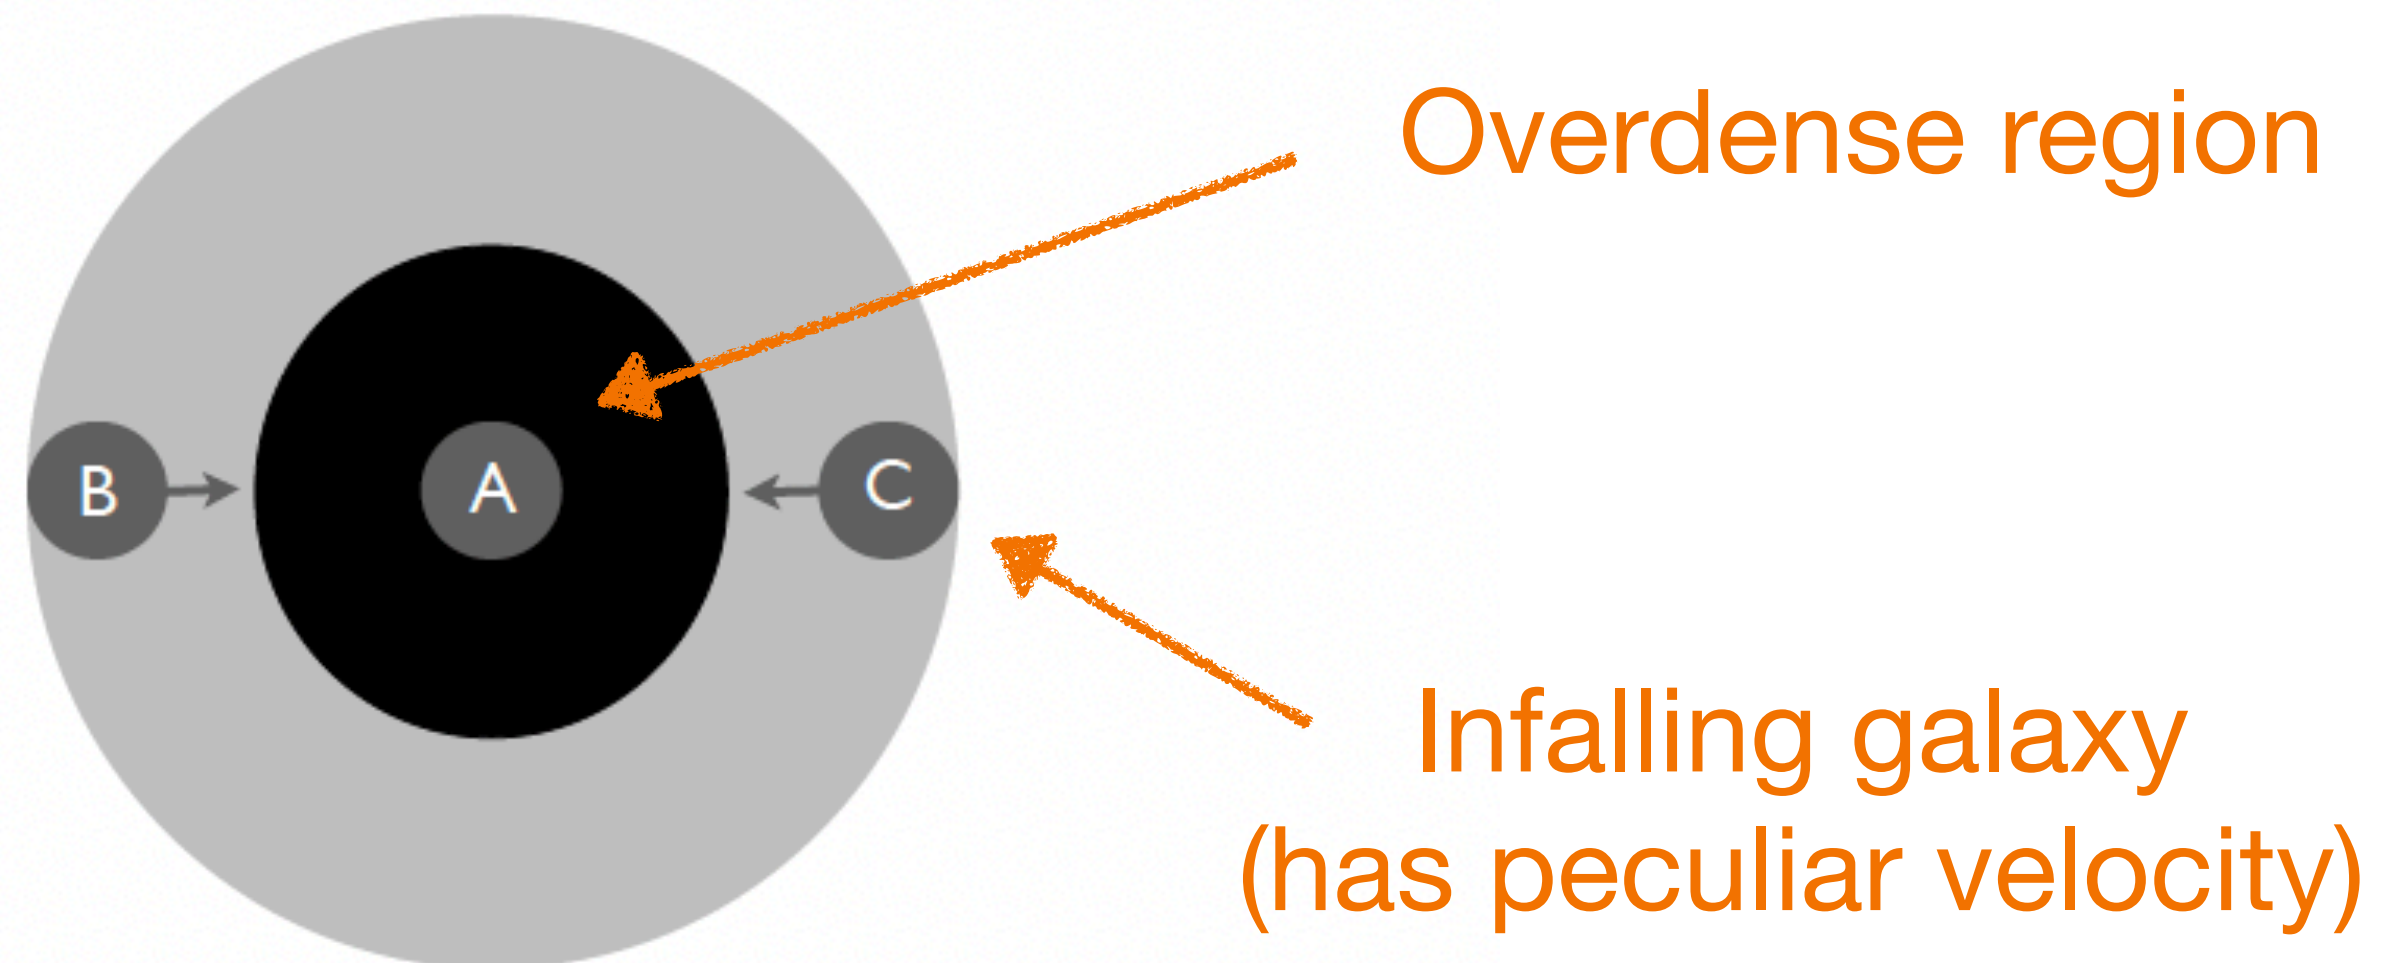 Overdense region
B
A
C
Infalling galaxy
(has peculiar velocity)